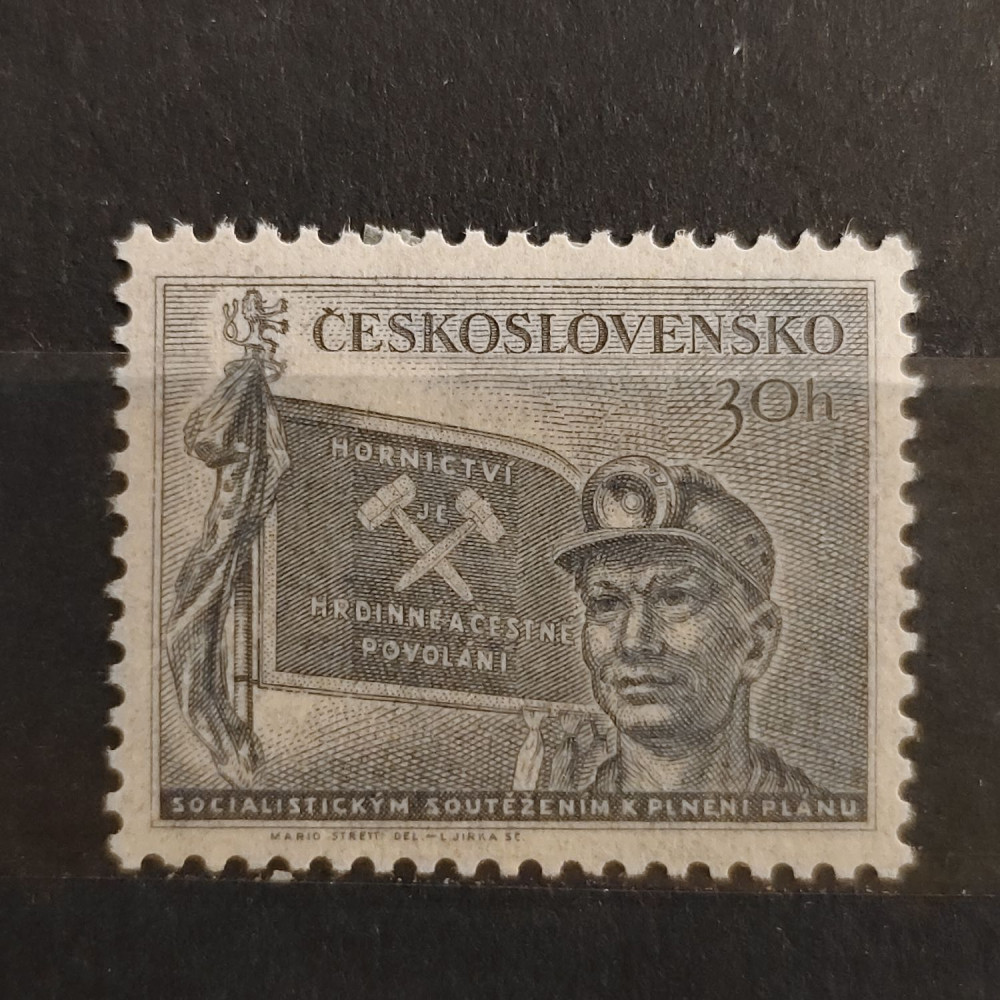 ČESKOSLOVENSKO
30h
HORNICTVÍ
JE
HRDINNÉ A ČESTNÉ
POVOLÁNÍ
SOCIALISTICKÝM SOUTĚŽENÍM K PLNĚNÍ PLÁNU
MARIO STRETTI DEL.—L. JIRKA SC.